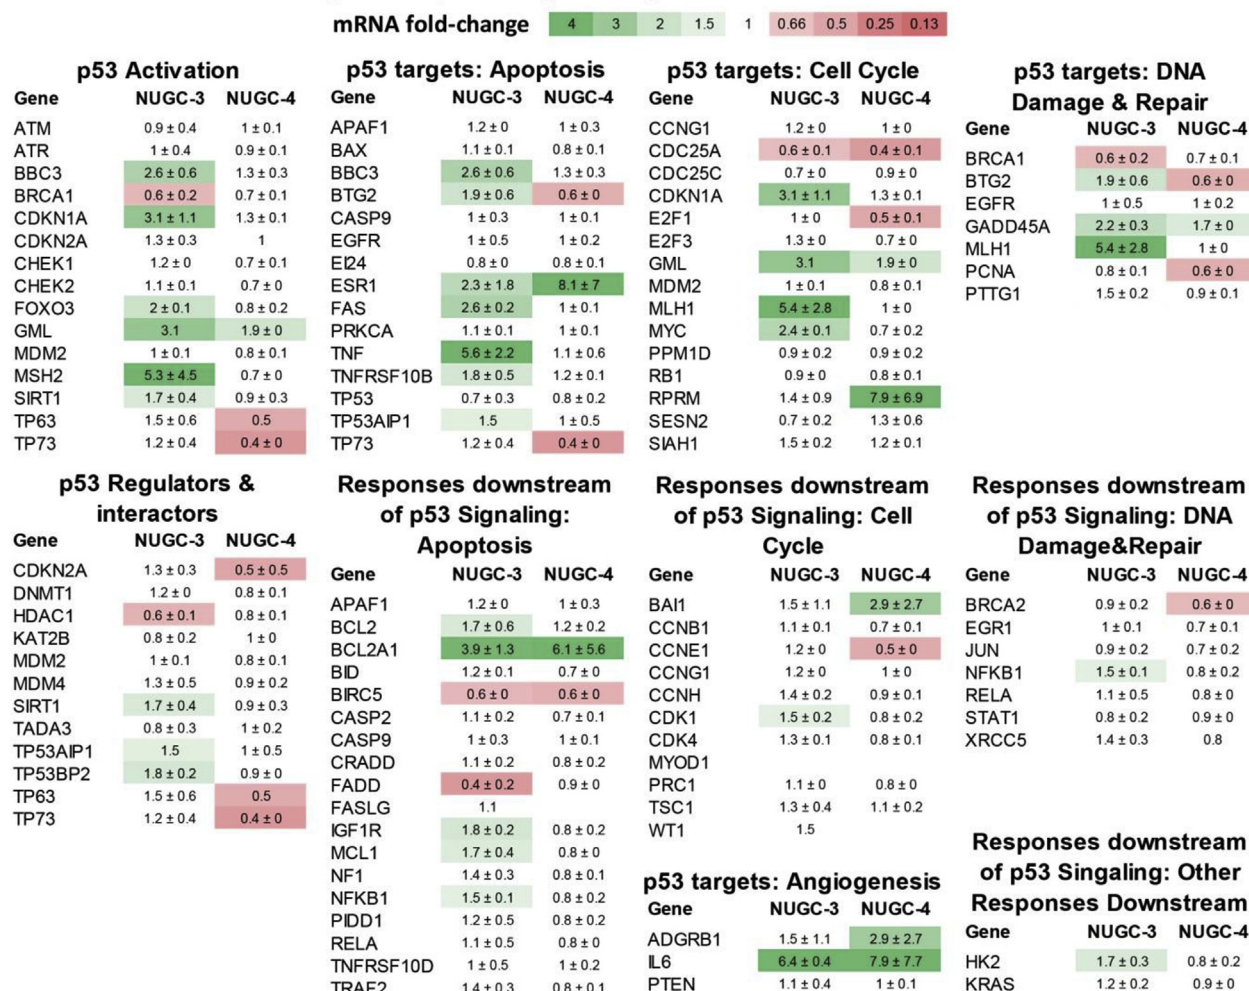 mRNA fold-change 4 3 2 1.5 1 0.66 0.5 0.25 0.13
p53 Activation
Gene NUGC-3 NUGC-4
ATM 0.9 ± 0.4 1 ± 0.1
ATR 1 ± 0.4 0.9 ± 0.1
BBC3 2.6 ± 0.6 1.3 ± 0.3
BRCA1 0.6 ± 0.2 0.7 ± 0.1
CDKN1A 3.1 ± 1.1 1.3 ± 0.1
CDKN2A 1.3 ± 0.3 1
CHEK1 1.2 ± 0 0.7 ± 0.1
CHEK2 1.1 ± 0.1 0.7 ± 0
FOXO3 2 ± 0.1 0.8 ± 0.2
GML 3.1 1.9 ± 0
MDM2 1 ± 0.1 0.8 ± 0.1
MSH2 5.3 ± 4.5 0.7 ± 0
SIRT1 1.7 ± 0.4 0.9 ± 0.3
TP63 1.5 ± 0.6 0.5
TP73 1.2 ± 0.4 0.4 ± 0
p53 targets: Apoptosis
Gene NUGC-3 NUGC-4
APAF1 1.2 ± 0 1 ± 0.3
BAX 1.1 ± 0.1 0.8 ± 0.1
BBC3 2.6 ± 0.6 1.3 ± 0.3
BTG2 1.9 ± 0.6 0.6 ± 0
CASP9 1 ± 0.3 1 ± 0.1
EGFR 1 ± 0.5 1 ± 0.2
EI24 0.8 ± 0 0.8 ± 0.1
ESR1 2.3 ± 1.8 8.1 ± 7
FAS 2.6 ± 0.2 1 ± 0.1
PRKCA 1.1 ± 0.1 1 ± 0.1
TNF 5.6 ± 2.2 1.1 ± 0.6
TNFRSF10B 1.8 ± 0.5 1.2 ± 0.1
TP53 0.7 ± 0.3 0.8 ± 0.2
TP53AIP1 1.5 1 ± 0.5
TP73 1.2 ± 0.4 0.4 ± 0
p53 targets: Cell Cycle
Gene NUGC-3 NUGC-4
CCNG1 1.2 ± 0 1 ± 0
CDC25A 0.6 ± 0.1 0.4 ± 0.1
CDC25C 0.7 ± 0 0.9 ± 0
CDKN1A 3.1 ± 1.1 1.3 ± 0.1
E2F1 1 ± 0 0.5 ± 0.1
E2F3 1.3 ± 0 0.7 ± 0
GML 3.1 1.9 ± 0
MDM2 1 ± 0.1 0.8 ± 0.1
MLH1 5.4 ± 2.8 1 ± 0
MYC 2.4 ± 0.1 0.7 ± 0.2
PPM1D 0.9 ± 0.2 0.9 ± 0.2
RB1 0.9 ± 0 0.8 ± 0.1
RPRM 1.4 ± 0.9 7.9 ± 6.9
SESN2 0.7 ± 0.2 1.3 ± 0.6
SIAH1 1.5 ± 0.2 1.2 ± 0.1
p53 targets: DNA
Damage & Repair
Gene NUGC-3 NUGC-4
BRCA1 0.6 ± 0.2 0.7 ± 0.1
BTG2 1.9 ± 0.6 0.6 ± 0
EGFR 1 ± 0.5 1 ± 0.2
GADD45A 2.2 ± 0.3 1.7 ± 0
MLH1 5.4 ± 2.8 1 ± 0
PCNA 0.8 ± 0.1 0.6 ± 0
PTTG1 1.5 ± 0.2 0.9 ± 0.1
p53 Regulators &
interactors
Gene NUGC-3 NUGC-4
CDKN2A 1.3 ± 0.3 0.5 ± 0.5
DNMT1 1.2 ± 0 0.8 ± 0.1
HDAC1 0.6 ± 0.1 0.8 ± 0.1
KAT2B 0.8 ± 0.2 1 ± 0
MDM2 1 ± 0.1 0.8 ± 0.1
MDM4 1.3 ± 0.5 0.9 ± 0.2
SIRT1 1.7 ± 0.4 0.9 ± 0.3
TADA3 0.8 ± 0.3 1 ± 0.2
TP53AIP1 1.5 1 ± 0.5
TP53BP2 1.8 ± 0.2 0.9 ± 0
TP63 1.5 ± 0.6 0.5
TP73 1.2 ± 0.4 0.4 ± 0
Responses downstream
of p53 Signaling:
Apoptosis
Gene NUGC-3 NUGC-4
APAF1 1.2 ± 0 1 ± 0.3
BCL2 1.7 ± 0.6 1.2 ± 0.2
BCL2A1 3.9 ± 1.3 6.1 ± 5.6
BID 1.2 ± 0.1 0.7 ± 0
BIRC5 0.6 ± 0 0.6 ± 0
CASP2 1.1 ± 0.2 0.7 ± 0.1
CASP9 1 ± 0.3 1 ± 0.1
CRADD 1.1 ± 0.2 0.8 ± 0.2
FADD 0.4 ± 0.2 0.9 ± 0
FASLG 1.1
IGF1R 1.8 ± 0.2 0.8 ± 0.2
MCL1 1.7 ± 0.4 0.8 ± 0
NF1 1.4 ± 0.3 0.8 ± 0.1
NFKB1 1.5 ± 0.1 0.8 ± 0.2
PIDD1 1.2 ± 0.5 0.8 ± 0.2
RELA 1.1 ± 0.5 0.8 ± 0
TNFRSF10D 1 ± 0.5 1 ± 0.2
TRAF2 1.4 ± 0.3 0.8 ± 0.1
Responses downstream
of p53 Signaling: Cell
Cycle
Gene NUGC-3 NUGC-4
BAI1 1.5 ± 1.1 2.9 ± 2.7
CCNB1 1.1 ± 0.1 0.7 ± 0.1
CCNE1 1.2 ± 0 0.5 ± 0
CCNG1 1.2 ± 0 1 ± 0
CCNH 1.4 ± 0.2 0.9 ± 0.1
CDK1 1.5 ± 0.2 0.8 ± 0.2
CDK4 1.3 ± 0.1 0.8 ± 0.1
MYOD1
PRC1 1.1 ± 0 0.8 ± 0
TSC1 1.3 ± 0.4 1.1 ± 0.2
WT1 1.5
p53 targets: Angiogenesis
Gene NUGC-3 NUGC-4
ADGRB1 1.5 ± 1.1 2.9 ± 2.7
IL6 6.4 ± 0.4 7.9 ± 7.7
PTEN 1.1 ± 0.4 1 ± 0.1
Responses downstream
of p53 Signaling: DNA
Damage&Repair
Gene NUGC-3 NUGC-4
BRCA2 0.9 ± 0.2 0.6 ± 0
EGR1 1 ± 0.1 0.7 ± 0.1
JUN 0.9 ± 0.2 0.7 ± 0.2
NFKB1 1.5 ± 0.1 0.8 ± 0.2
RELA 1.1 ± 0.5 0.8 ± 0
STAT1 0.8 ± 0.2 0.9 ± 0
XRCC5 1.4 ± 0.3 0.8
Responses downstream
of p53 Singaling: Other
Responses Downstream
Gene NUGC-3 NUGC-4
HK2 1.7 ± 0.3 0.8 ± 0.2
KRAS 1.2 ± 0.2 0.9 ± 0